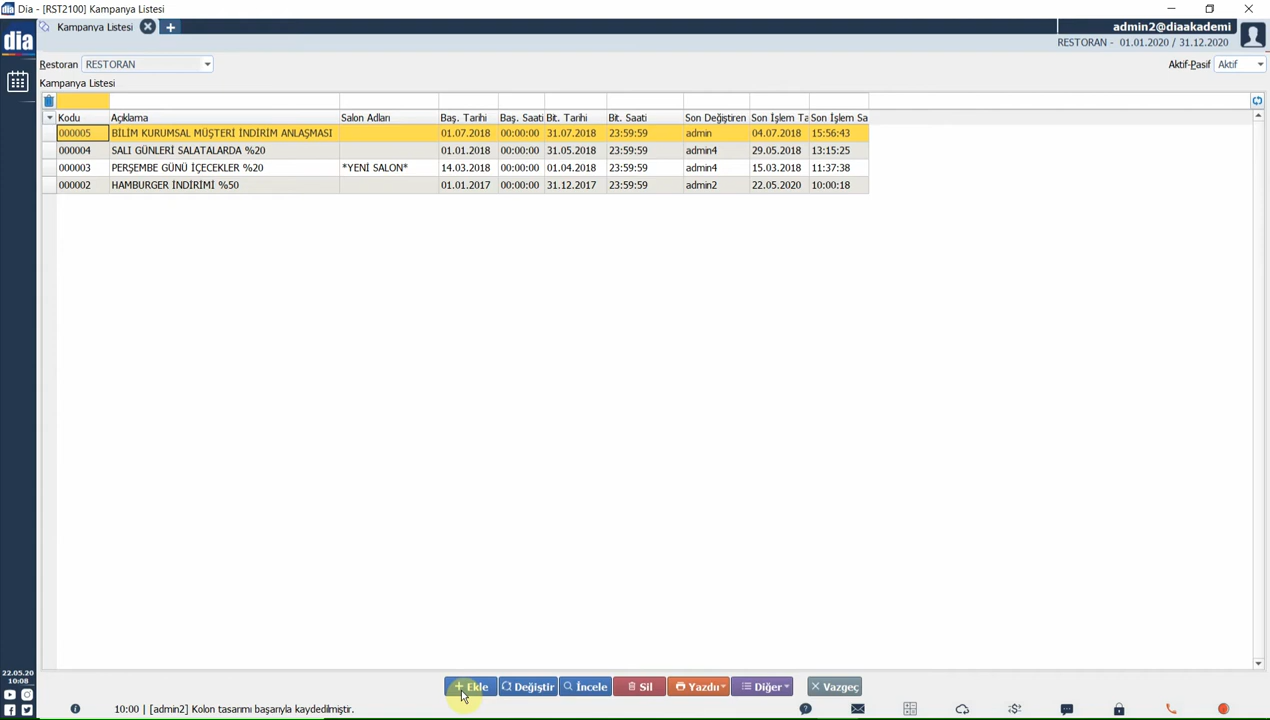 Dia - [RST2100] Kampanya Listesi
dia
Kampanya Listesi
admin2@diaakademi
RESTORAN - 01.01.2020 / 31.12.2020
Restoran RESTORAN
Aktif-Pasif Aktif
Kampanya Listesi
Kodu Açıklama Salon Adları Baş. Tarihi Baş. Saati Bit. Tarihi Bit. Saati Son Değiştiren Son İşlem Ta Son İşlem Sa
000005 BİLİM KURUMSAL MÜŞTERİ İNDİRİM ANLAŞMASI 01.07.2018 00:00:00 31.07.2018 23:59:59 admin 04.07.2018 15:56:43
000004 SALI GÜNLERİ SALATALARDA %20 01.01.2018 00:00:00 31.05.2018 23:59:59 admin4 29.05.2018 13:15:25
000003 PERŞEMBE GÜNÜ İÇECEKLER %20 *YENİ SALON* 14.03.2018 00:00:00 01.04.2018 23:59:59 admin4 15.03.2018 11:37:38
000002 HAMBURGER İNDİRİMİ %50 01.01.2017 00:00:00 31.12.2017 23:59:59 admin2 22.05.2020 10:00:18
22.05.20
10:08
Ekle Değiştir İncele Sil Yazdır Diğer Vazgeç
10:00 | [admin2] Kolon tasarımı başarıyla kaydedilmiştir.